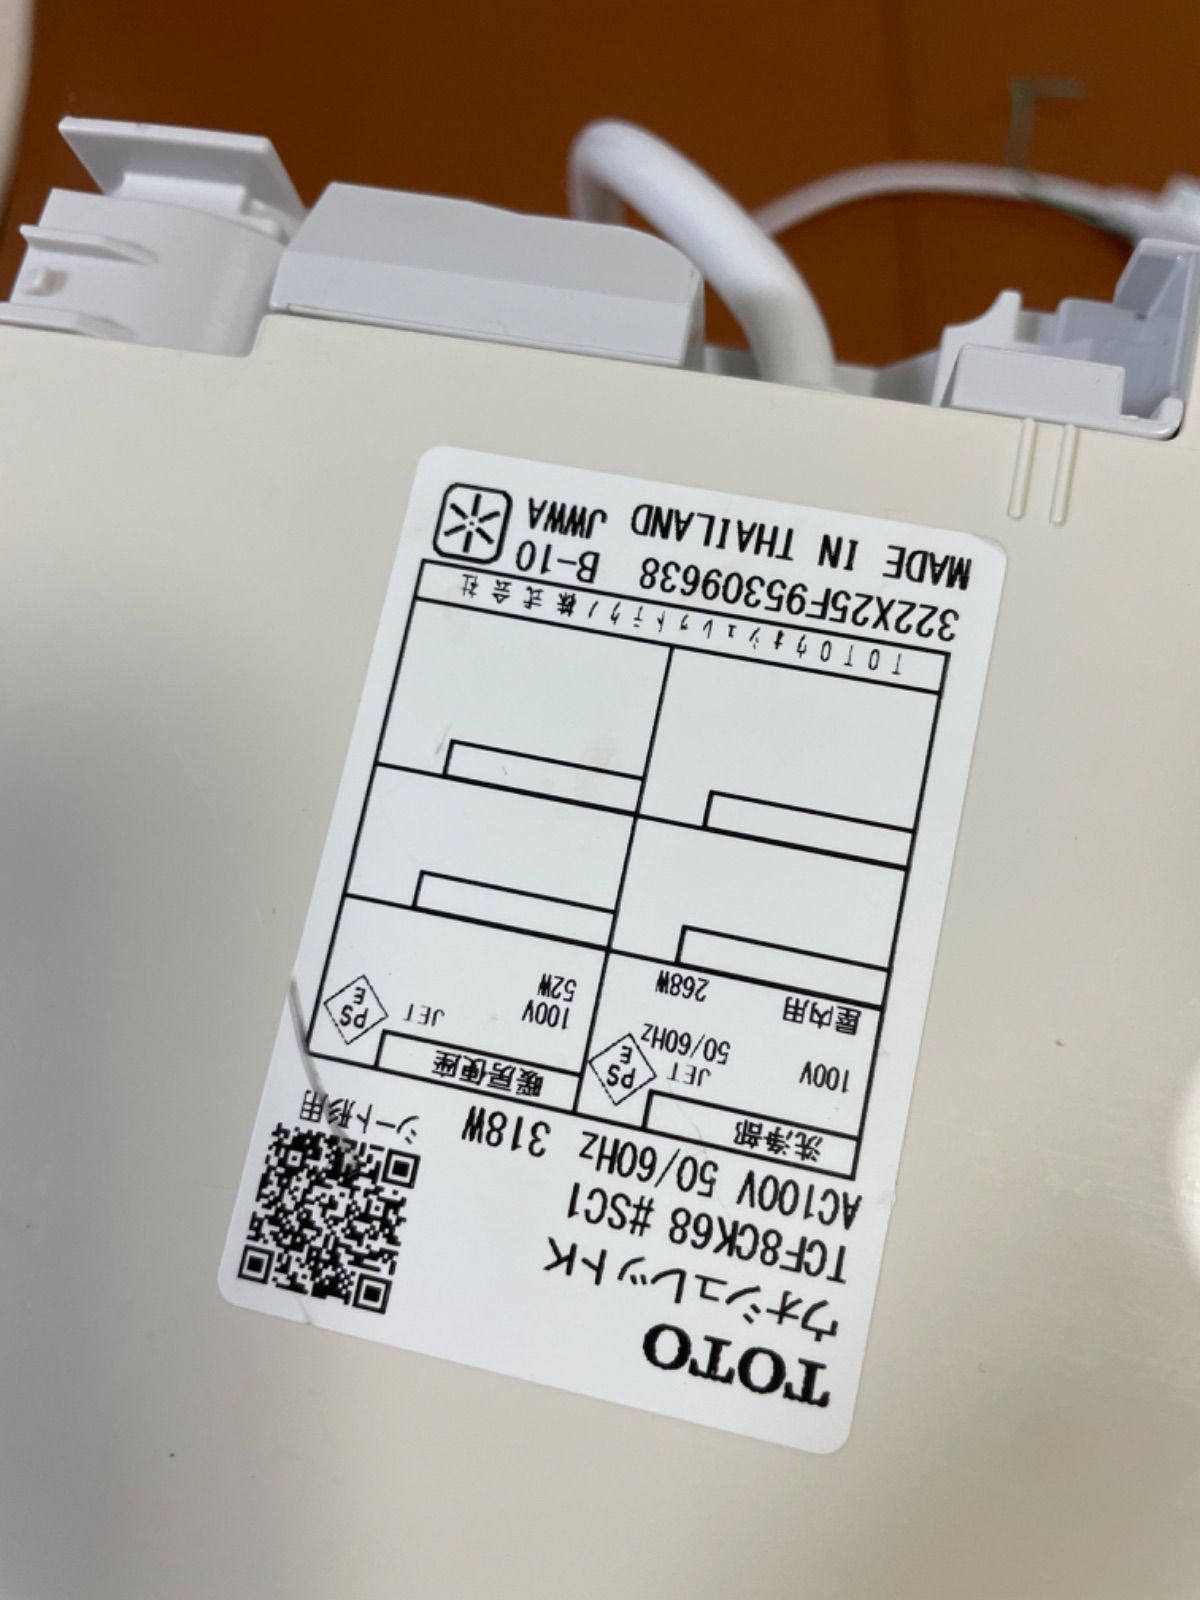 TOTO
ウォシュレットK
TCF8CK68 #SC1
AC100V 50/60Hz 318W
シート形用
洗浄部
100V
JET
50/60Hz
屋内用
268W
PS
E
暖房便座
100V
JET
52W
PS
E
TOTOウォシュレットテクノ株式会社
322X25F95309638 B-10
MADE IN THAILAND JWWA